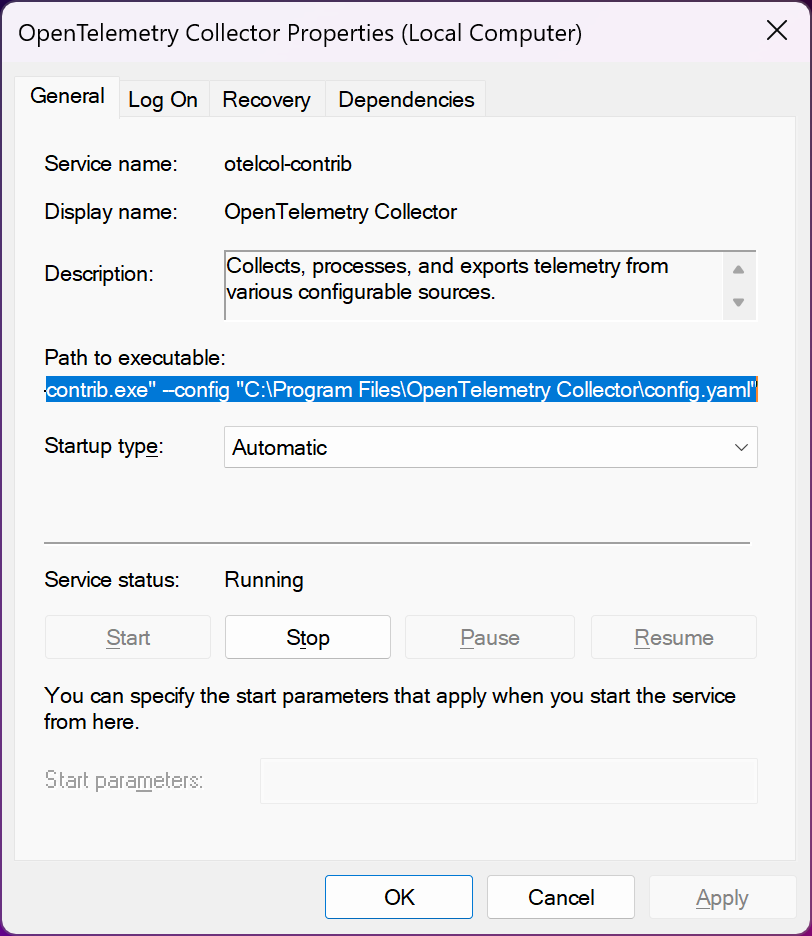 OpenTelemetry Collector Properties (Local Computer)
General Log On Recovery Dependencies
Service name: otelcol-contrib
Display name: OpenTelemetry Collector
Description: Collects, processes, and exports telemetry from
various configurable sources.
Path to executable:
contrib.exe" --config "C:\Program Files\OpenTelemetry Collector\config.yaml"
Startup type: Automatic
Service status: Running
Start Stop Pause Resume
You can specify the start parameters that apply when you start the service
from here.
Start parameters:
OK Cancel Apply